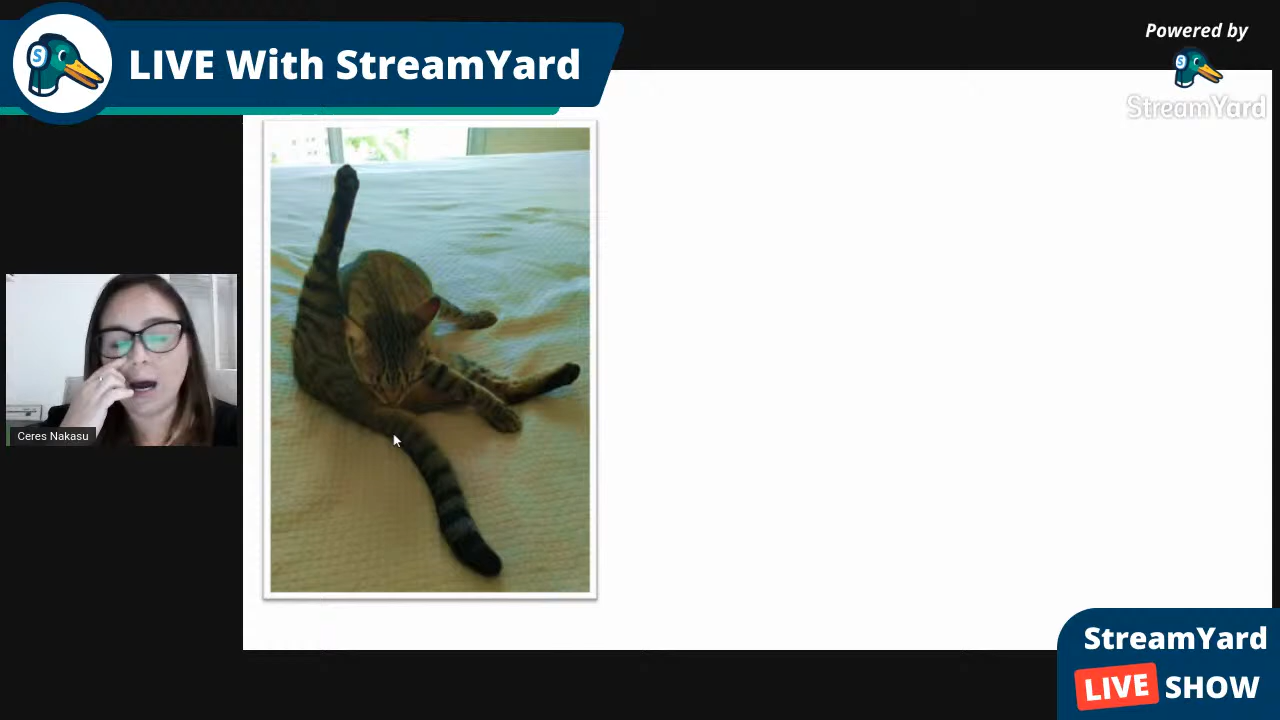 LIVE With StreamYard
Powered by
StreamYard
Ceres Nakasu
StreamYard
LIVE SHOW